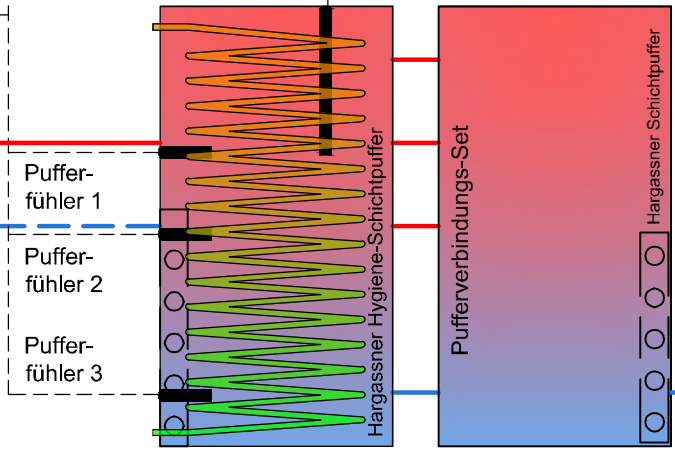 Puffer-
fühler 1
Puffer-
fühler 2
Puffer-
fühler 3
Hargassner Hygiene-Schichtpuffer
Pufferverbindungs-Set
Hargassner Schichtpuffer